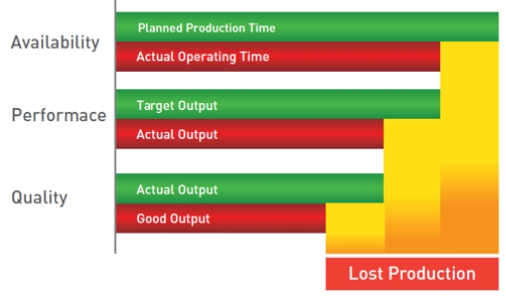 Planned Production Time
Availability
Actual Operating Time
Target Output
Performace
Actual Output
Actual Output
Quality
Good Output
Lost Production